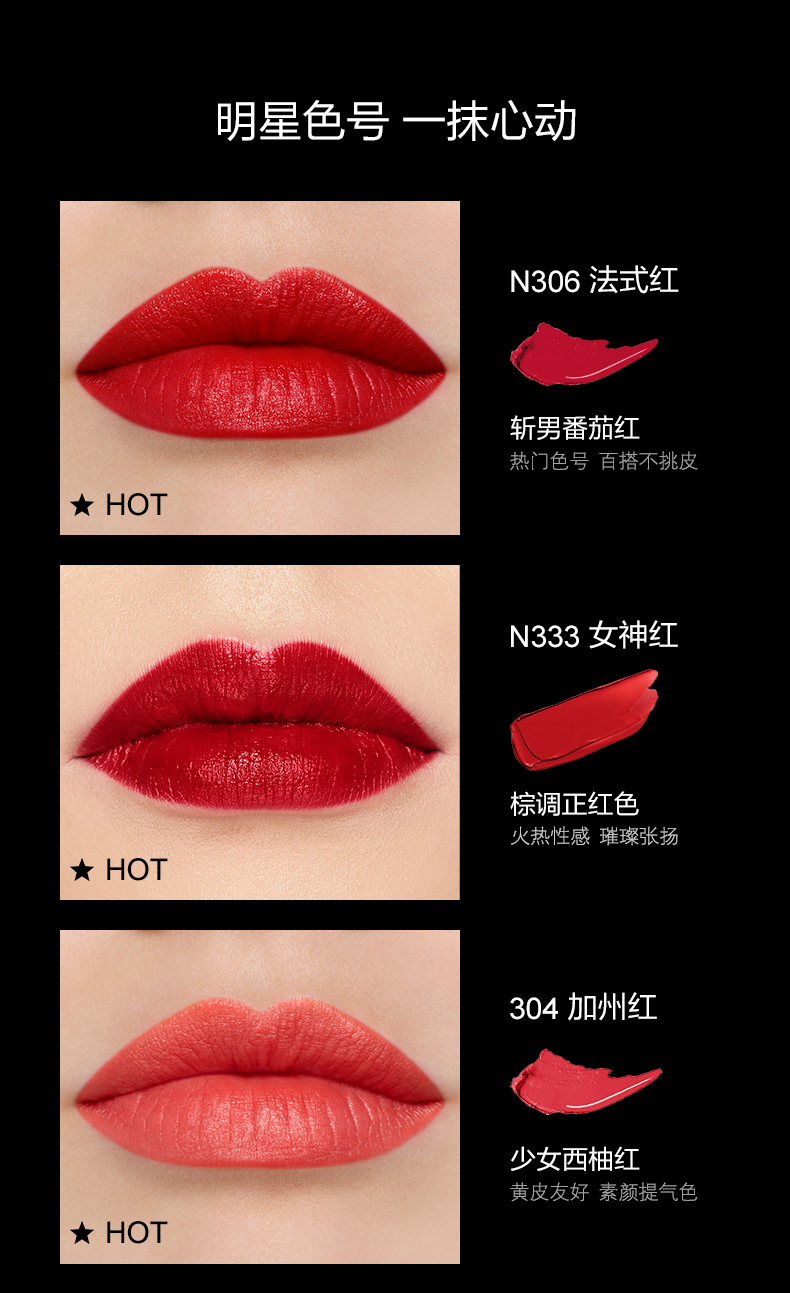 明星色号 一抹心动
N306 法式红
斩男番茄红
热门色号 百搭不挑皮
★ HOT
N333 女神红
棕调正红色
火热性感 璀璨张扬
★ HOT
304 加州红
少女西柚红
黄皮友好 素颜提气色
★ HOT